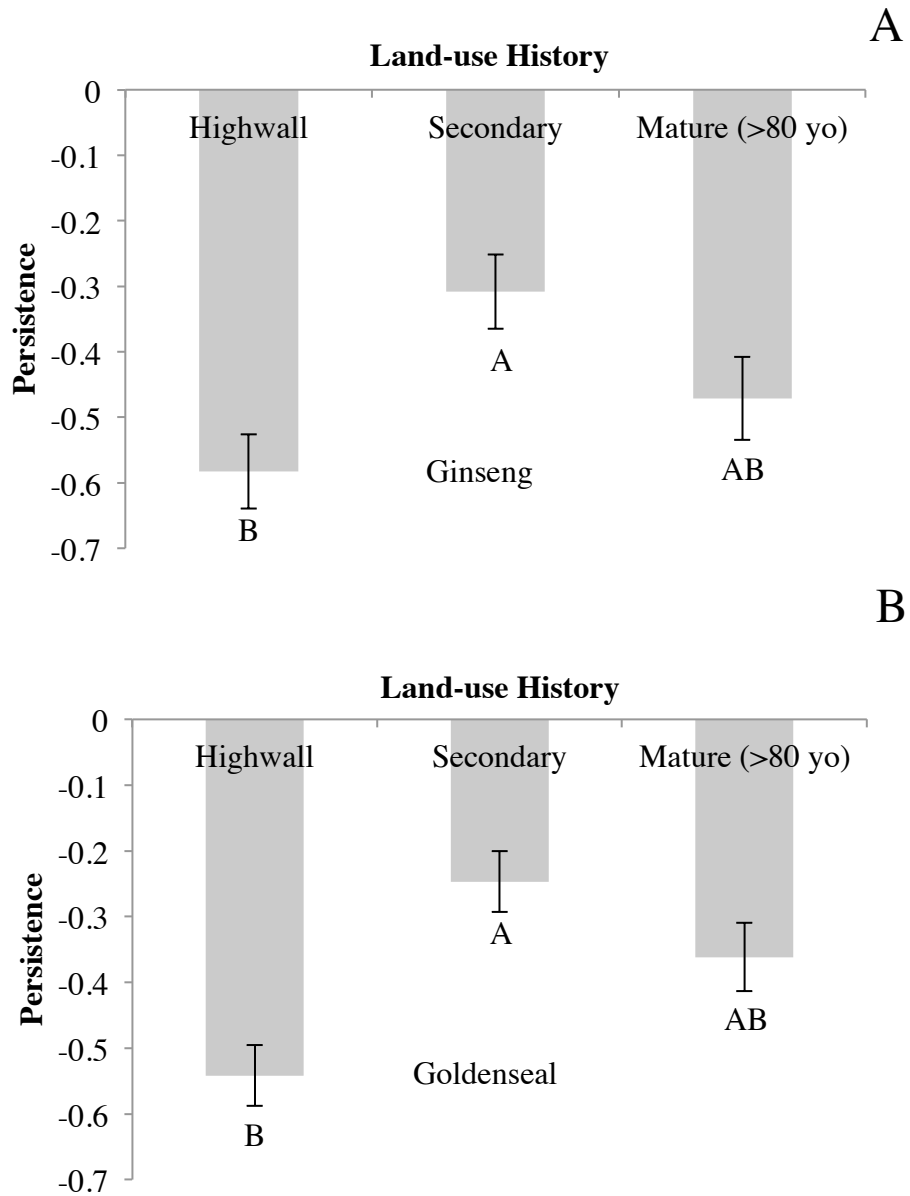 A
Land-use History
0
Highwall Secondary Mature (>80 yo)
-0.1
-0.2
-0.3
-0.4
-0.5
-0.6
-0.7
Persistence
A
Ginseng
AB
B
B
Land-use History
0
Highwall Secondary Mature (>80 yo)
-0.1
-0.2
-0.3
-0.4
-0.5
-0.6
-0.7
Persistence
A
AB
Goldenseal
B